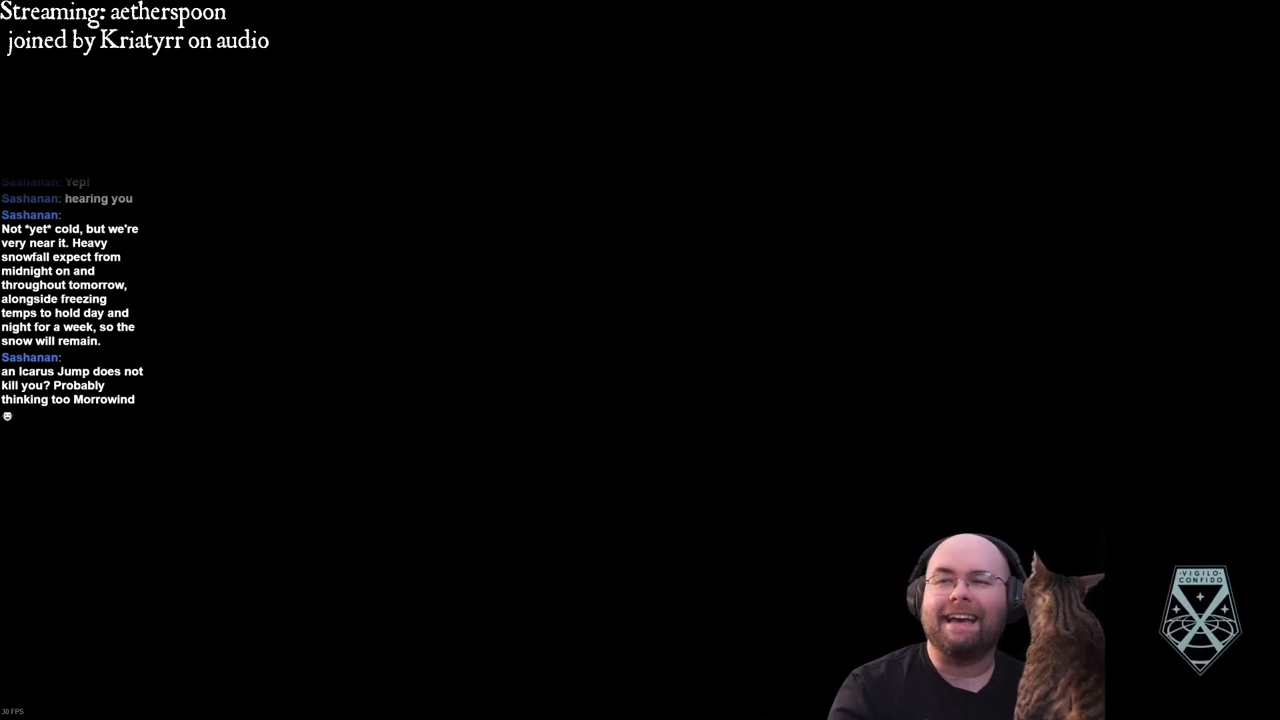 Streaming: aetherspoon
joined by Kriatyrr on audio
Sashanan: Yep!
Sashanan: hearing you
Sashanan:
Not *yet* cold, but we're
very near it. Heavy
snowfall expect from
midnight on and
throughout tomorrow,
alongside freezing
temps to hold day and
night for a week, so the
snow will remain.
Sashanan:
an Icarus Jump does not
kill you? Probably
thinking too Morrowind
·VIGILO·
CONFIDO
30 FPS